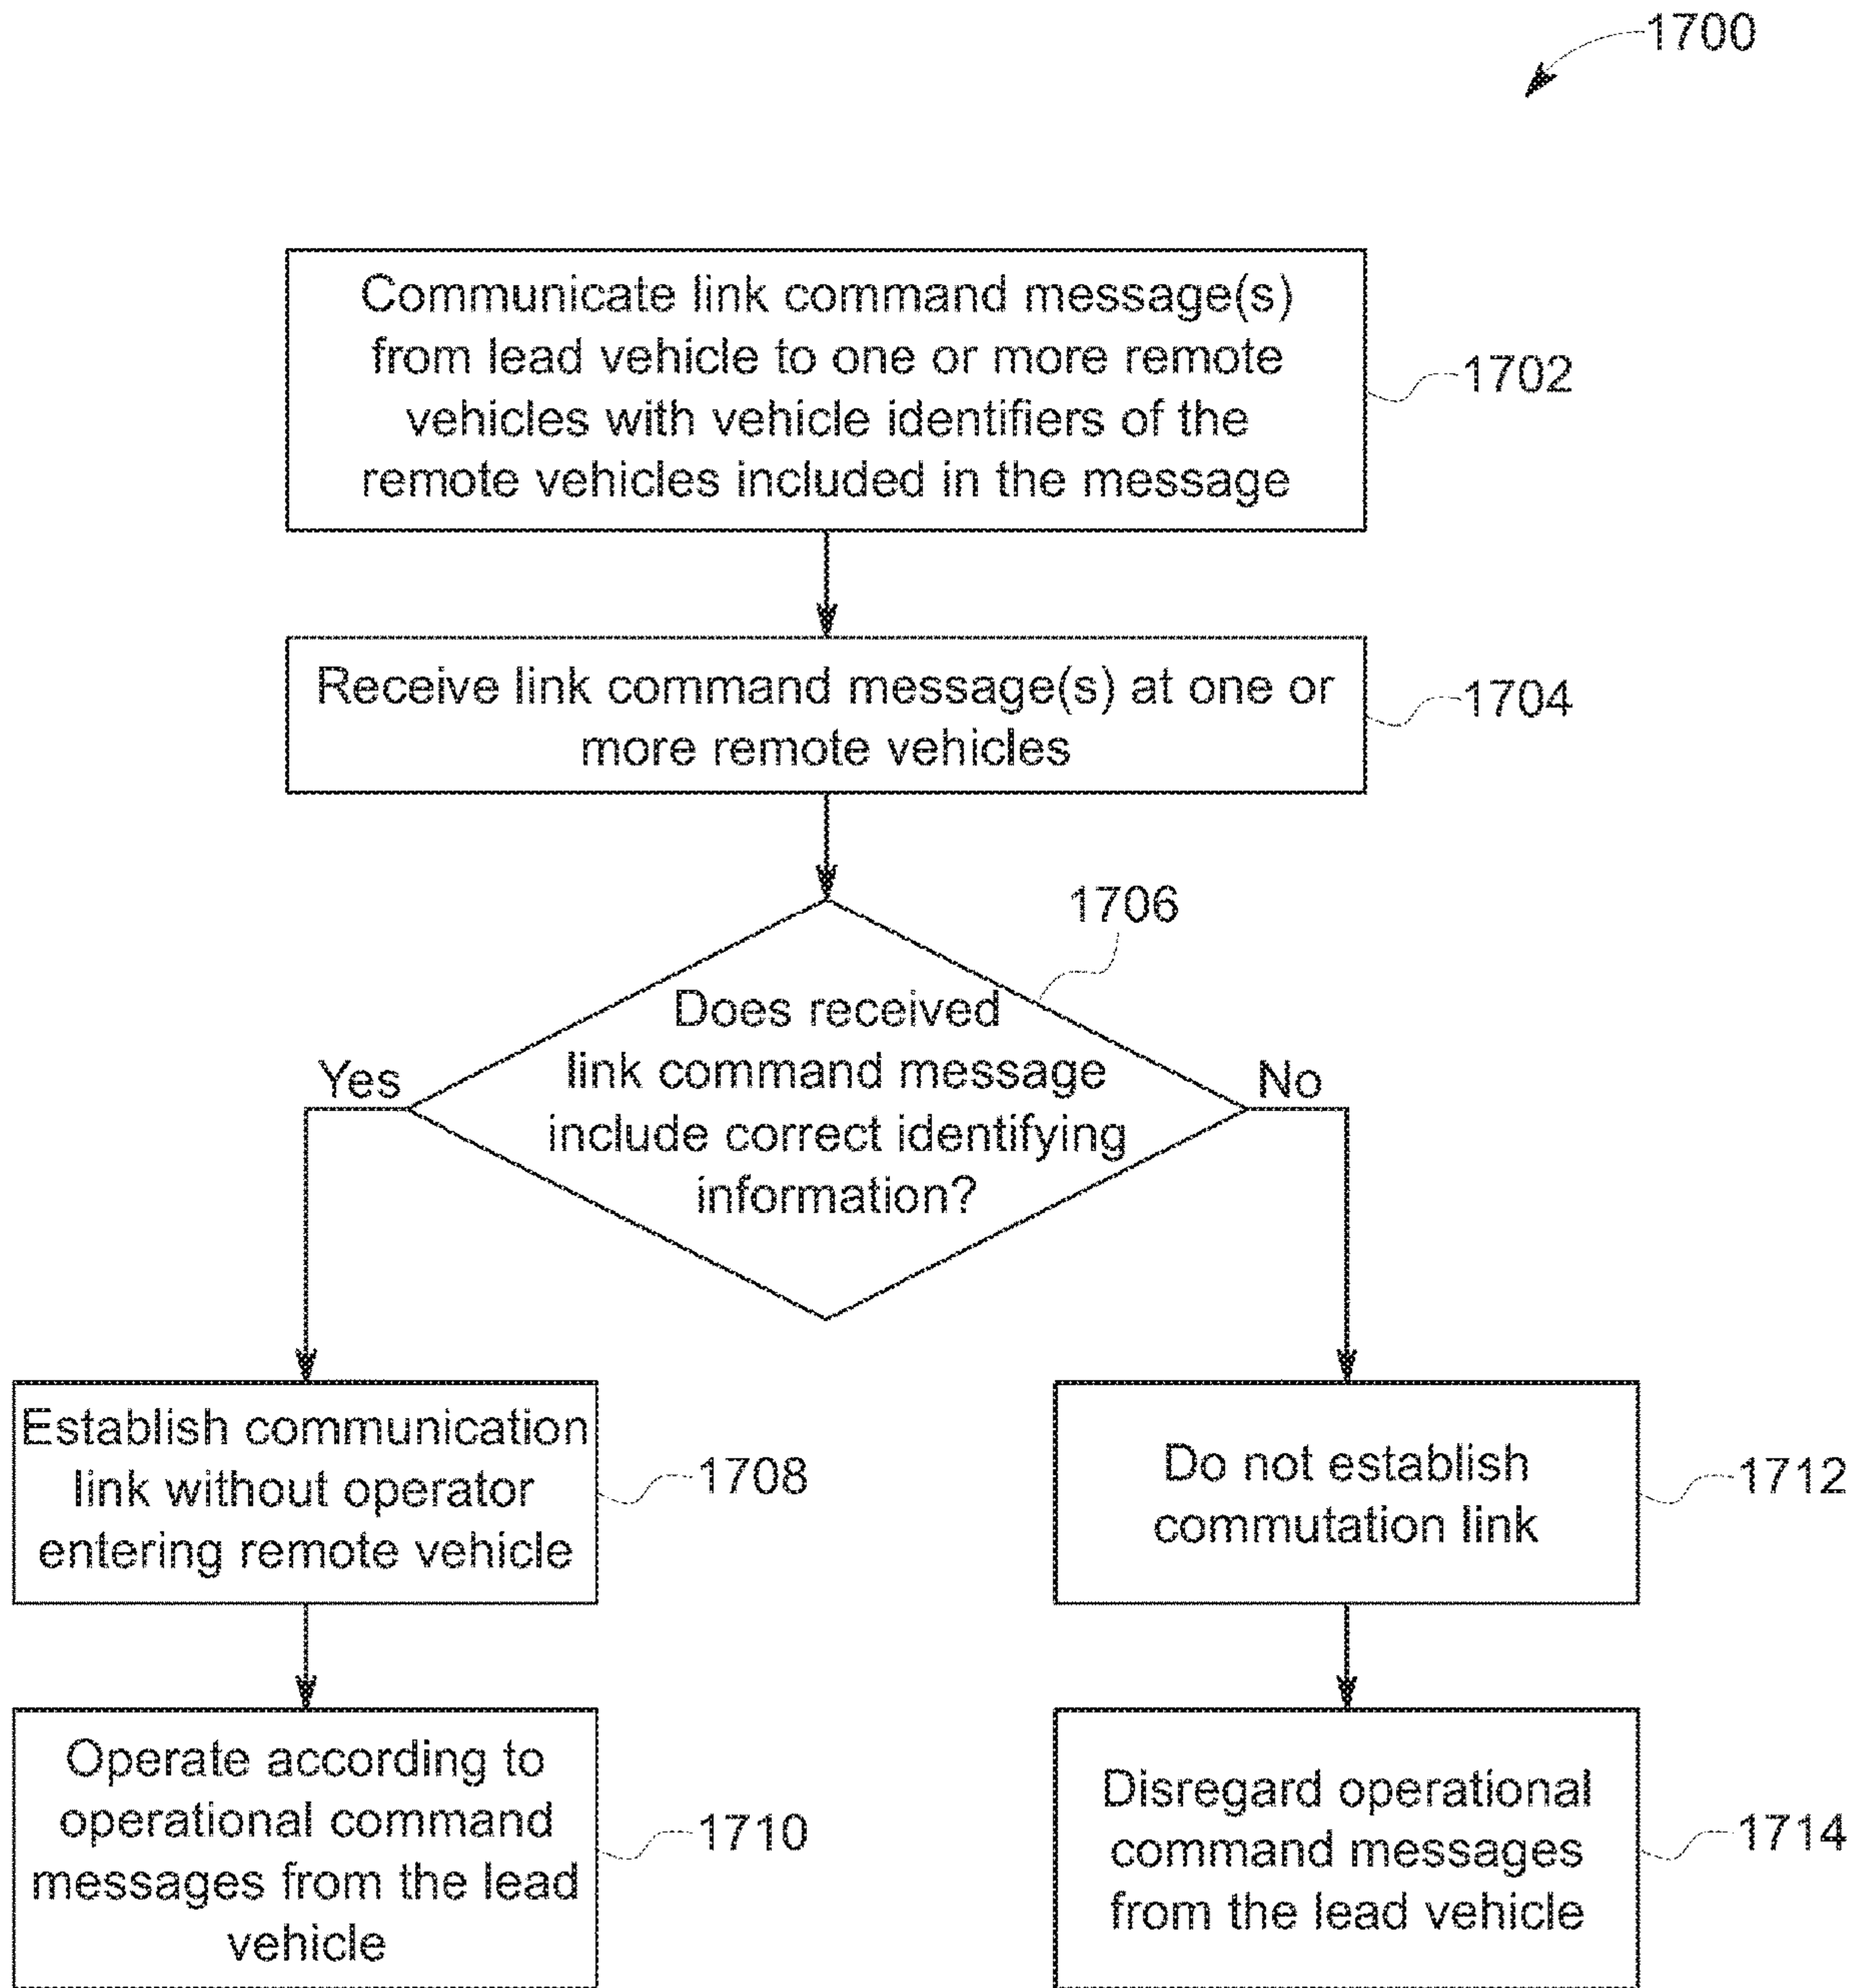 1700
Communicate link command message(s)
from lead vehicle to one or more remote
vehicles with vehicle identifiers of the
remote vehicles included in the message
1702
Receive link command message(s) at one or
more remote vehicles
1704
1706
Does received
link command message
include correct identifying
information?
Yes
No
Establish communication
link without operator
entering remote vehicle
1708
Do not establish
commutation link
1712
Operate according to
operational command
messages from the lead
vehicle
1710
Disregard operational
command messages
from the lead vehicle
1714